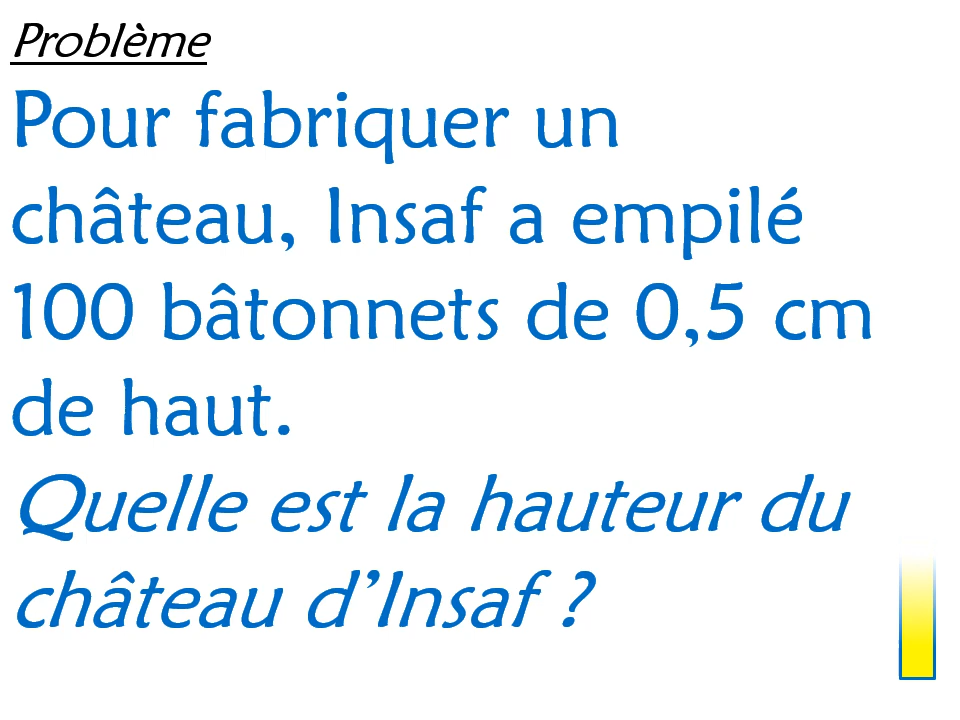 Problème
Pour fabriquer un
château, Insaf a empilé
100 bâtonnets de 0,5 cm
de haut.
Quelle est la hauteur du
château d’Insaf ?